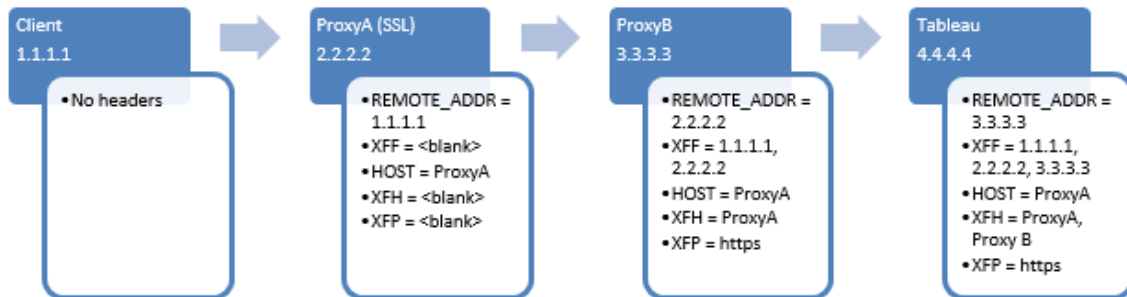 Client
1.1.1.1
•No headers
ProxyA (SSL)
2.2.2.2
•REMOTE_ADDR =
1.1.1.1
•XFF = <blank>
•HOST = ProxyA
•XFH = <blank>
•XFP = <blank>
ProxyB
3.3.3.3
•REMOTE_ADDR =
2.2.2.2
•XFF = 1.1.1.1,
2.2.2.2
•HOST = ProxyA
•XFH = ProxyA
•XFP = https
Tableau
4.4.4.4
•REMOTE_ADDR =
3.3.3.3
•XFF = 1.1.1.1,
2.2.2.2, 3.3.3.3
•HOST = ProxyA
•XFH = ProxyA,
Proxy B
•XFP = https